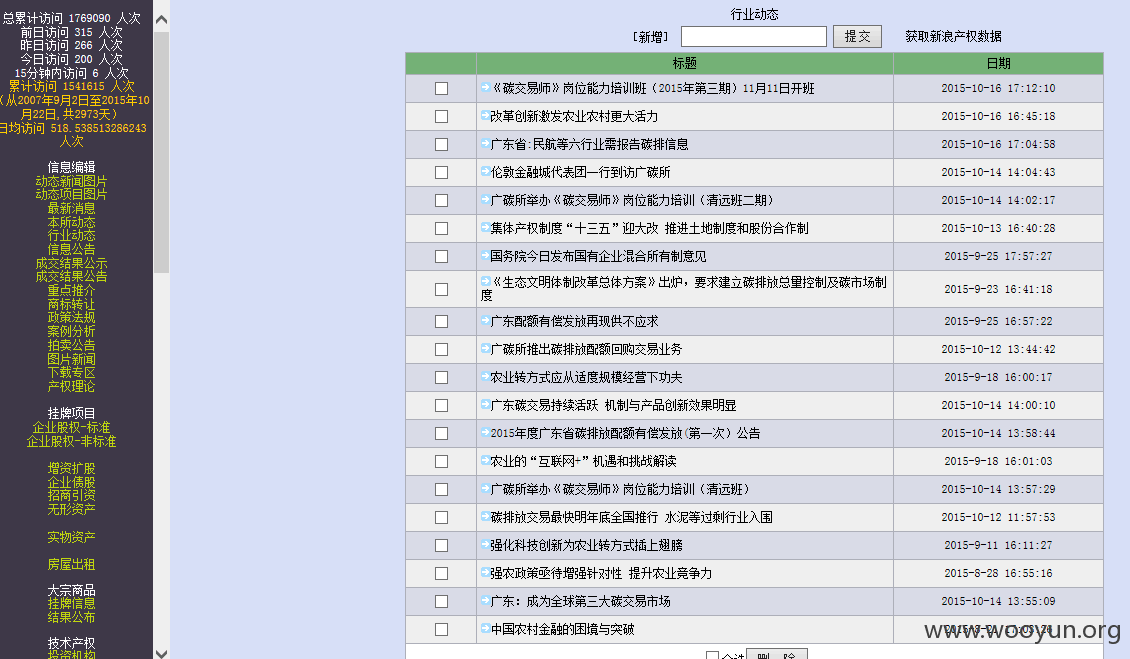 总累计访问 1769090 人次
前日访问 315 人次
昨日访问 266 人次
今日访问 200 人次
15分钟内访问 6 人次
累计访问 1541615 人次
（从2007年9月2日至2015年10
月22日,共2973天）
日均访问 518.538513286243
人次
信息编辑
动态新闻图片
动态项目图片
最新消息
本所动态
行业动态
信息公告
成交结果公示
成交结果公告
重点推介
商标转让
政策法规
案例分析
拍卖公告
图片新闻
下载专区
产权理论
挂牌项目
企业股权-标准
企业股权-非标准
增资扩股
企业债股
招商引资
无形资产
实物资产
房屋出租
大宗商品
挂牌信息
结果公布
技术产权
投资机构
行业动态
[新增] 提交 获取新浪产权数据
标题 日期
《碳交易师》岗位能力培训班（2015年第三期）11月11日开班 2015-10-16 17:12:10
改革创新激发农业农村更大活力 2015-10-16 16:45:18
广东省:民航等六行业需报告碳排信息 2015-10-16 17:04:58
伦敦金融城代表团一行到访广碳所 2015-10-14 14:04:43
广碳所举办《碳交易师》岗位能力培训（清远班二期） 2015-10-14 14:02:17
集体产权制度“十三五”迎大改 推进土地制度和股份合作制 2015-10-13 16:40:28
国务院今日发布国有企业混合所有制意见 2015-9-25 17:57:27
《生态文明体制改革总体方案》出炉，要求建立碳排放总量控制及碳市场制
度 2015-9-23 16:41:18
广东配额有偿发放再现供不应求 2015-9-25 16:57:22
广碳所推出碳排放配额回购交易业务 2015-10-12 13:44:42
农业转方式应从适度规模经营下功夫 2015-9-18 16:00:17
广东碳交易持续活跃 机制与产品创新效果明显 2015-10-14 14:00:10
2015年度广东省碳排放配额有偿发放(第一次）公告 2015-10-14 13:58:44
农业的“互联网+”机遇和挑战解读 2015-9-18 16:01:03
广碳所举办《碳交易师》岗位能力培训（清远班） 2015-10-14 13:57:29
碳排放交易最快明年底全国推行 水泥等过剩行业入围 2015-10-12 11:57:53
强化科技创新为农业转方式插上翅膀 2015-9-11 16:11:27
强农政策亟待增强针对性 提升农业竞争力 2015-8-28 16:55:16
广东：成为全球第三大碳交易市场 2015-10-14 13:55:09
中国农村金融的困境与突破
www.wooyun.org
全选 删 除